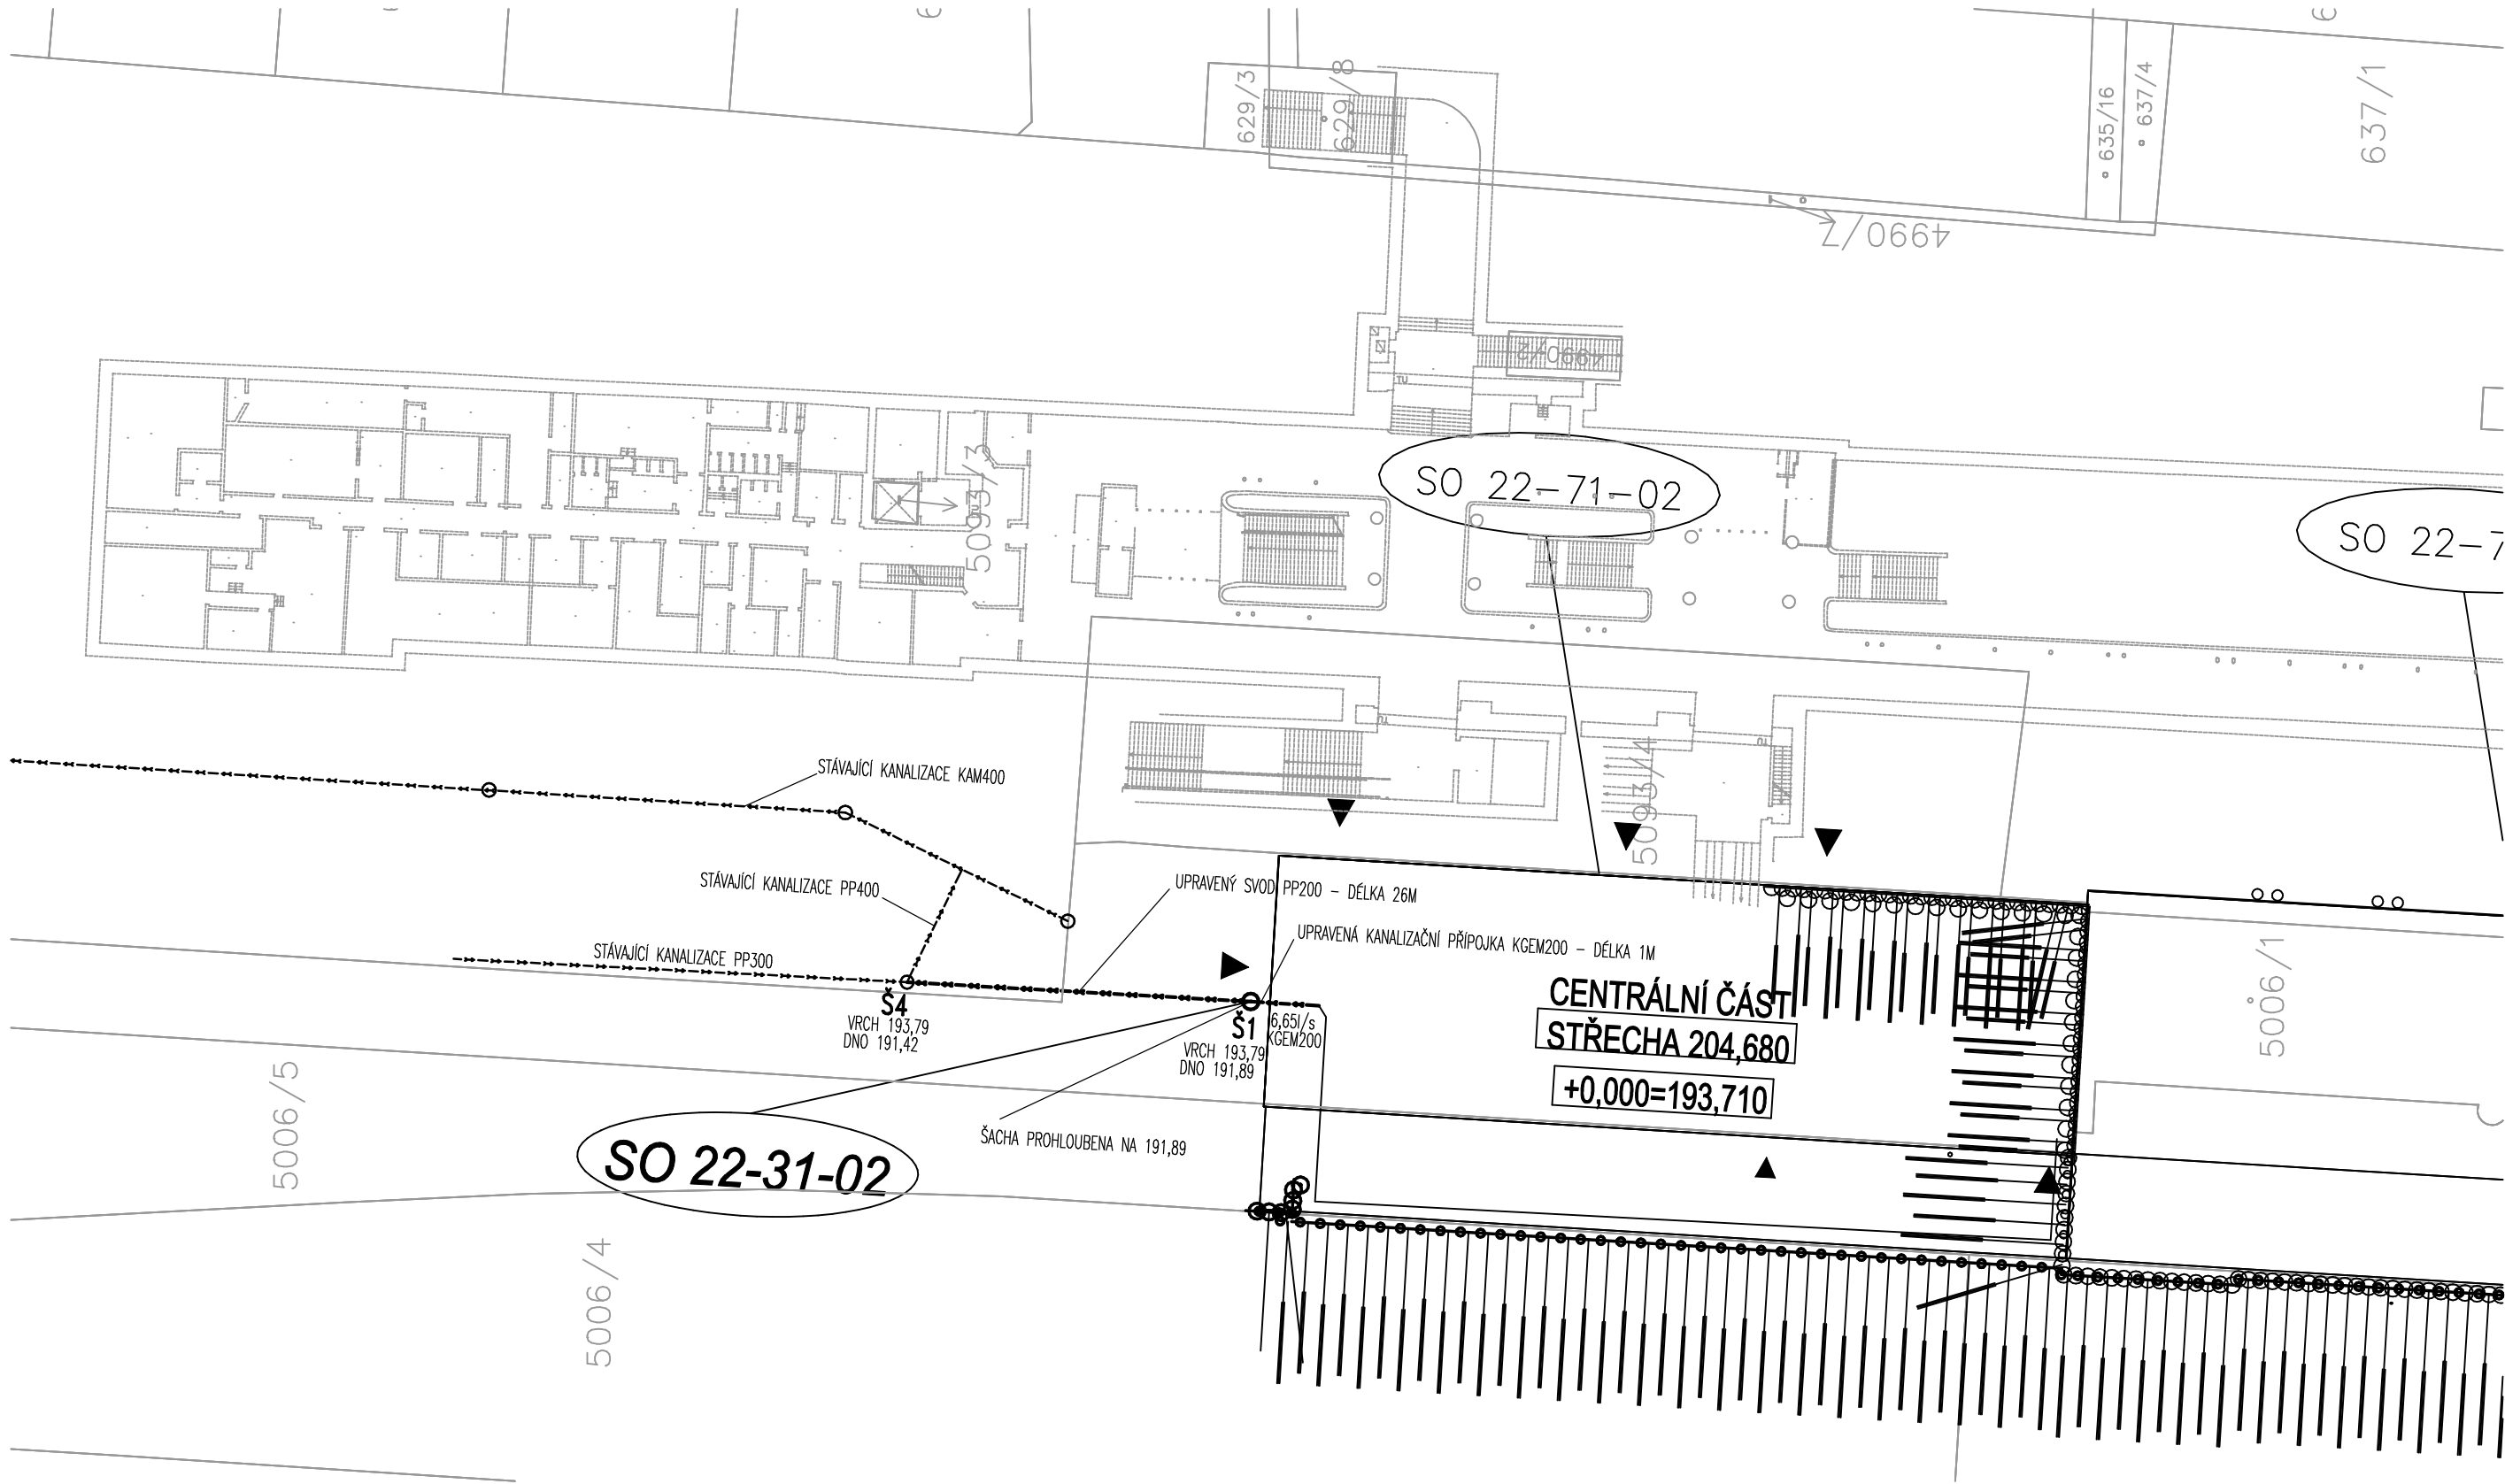 629/3
629/8
635/16
637/4
637/1
4990/7
4990/2
SO 22-71-02
SO 22-7
5093/3
5093/4
STÁVAJÍCÍ KANALIZACE KAM400
STÁVAJÍCÍ KANALIZACE PP400
UPRAVENÝ SVOD PP200 – DÉLKA 26M
UPRAVENÁ KANALIZAČNÍ PŘÍPOJKA KGEM200 – DÉLKA 1M
STÁVAJÍCÍ KANALIZACE PP300
Š4
VRCH 193,79
DNO 191,42
Š1
VRCH 193,79
DNO 191,89
6,65l/s
KGEM200
CENTRÁLNÍ ČÁST
STŘECHA 204,680
+0,000=193,710
5006/1
5006/5
SO 22-31-02
ŠACHA PROHLOUBENA NA 191,89
5006/4